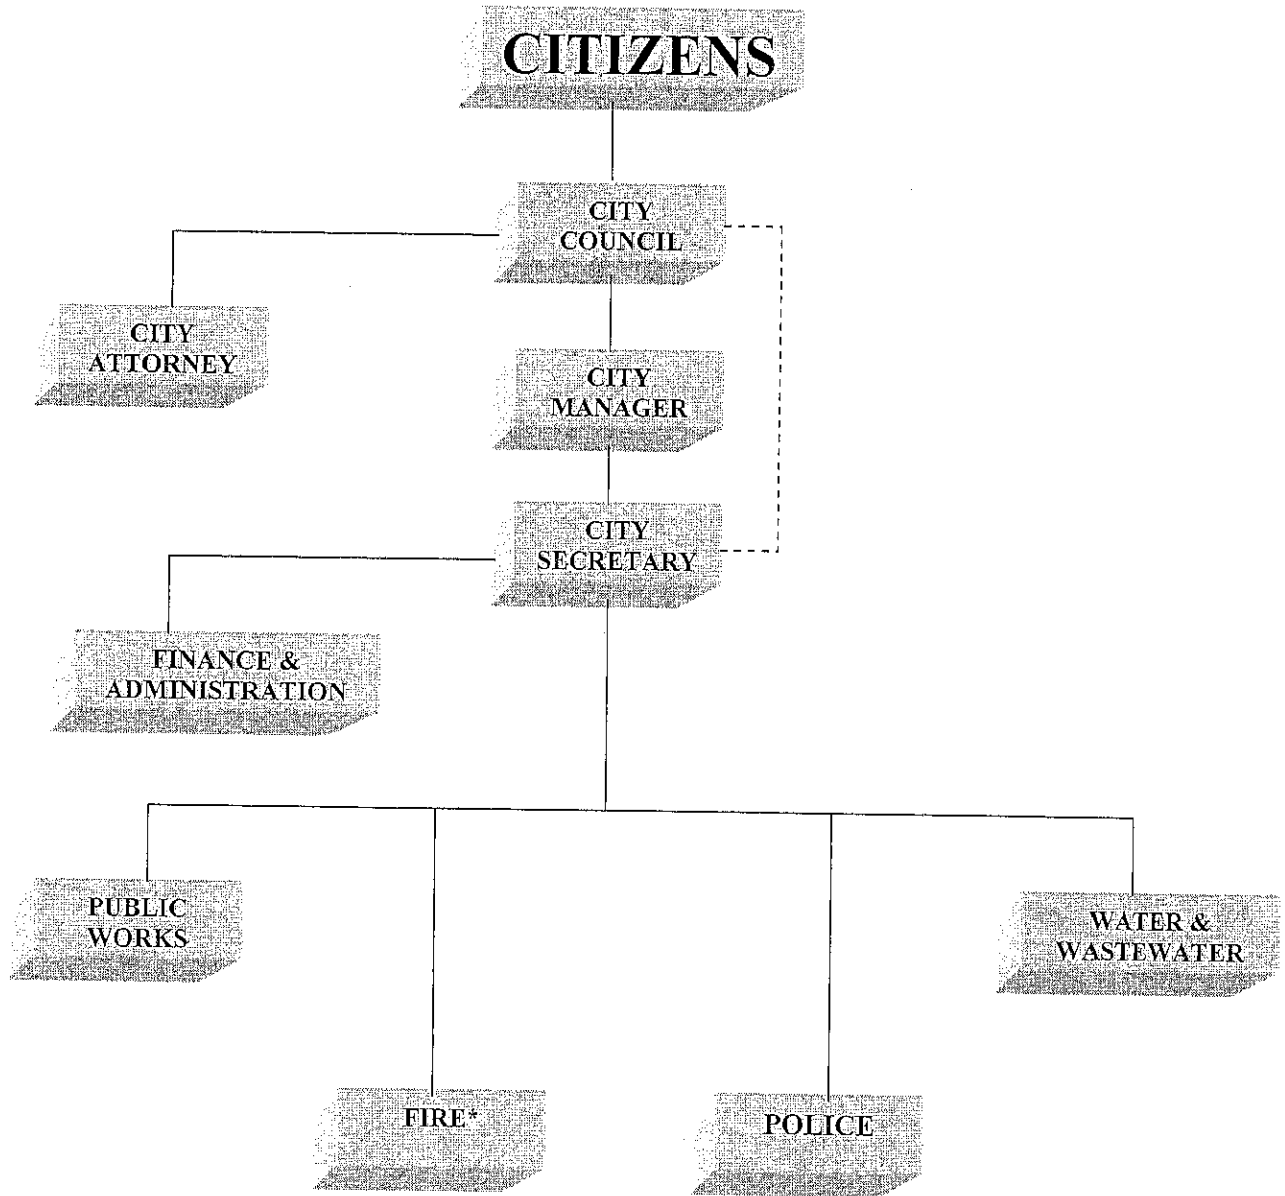 CITIZENS
CITY
COUNCIL
CITY
ATTORNEY
CITY
MANAGER
CITY
SECRETARY
FINANCE &
ADMINISTRATION
PUBLIC
WORKS
WATER &
WASTEWATER
FIRE*
POLICE